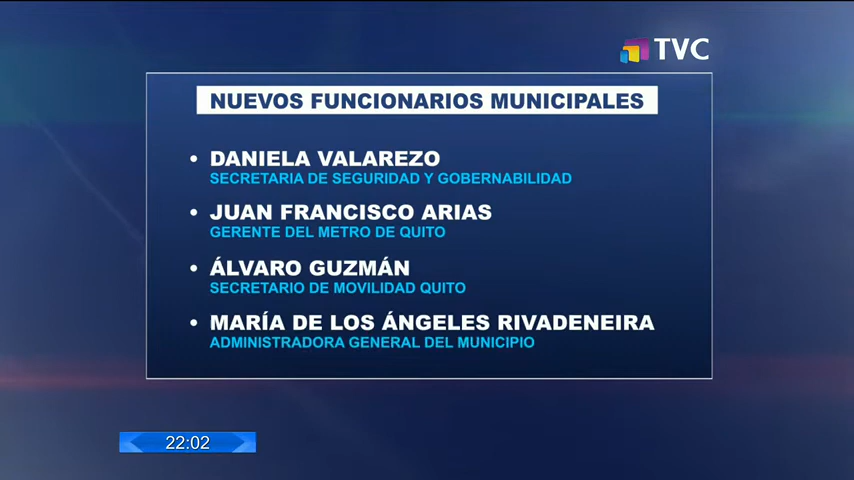 TVC
NUEVOS FUNCIONARIOS MUNICIPALES
• DANIELA VALAREZO
SECRETARIA DE SEGURIDAD Y GOBERNABILIDAD
• JUAN FRANCISCO ARIAS
GERENTE DEL METRO DE QUITO
• ÁLVARO GUZMÁN
SECRETARIO DE MOVILIDAD QUITO
• MARÍA DE LOS ÁNGELES RIVADENEIRA
ADMINISTRADORA GENERAL DEL MUNICIPIO
22:02